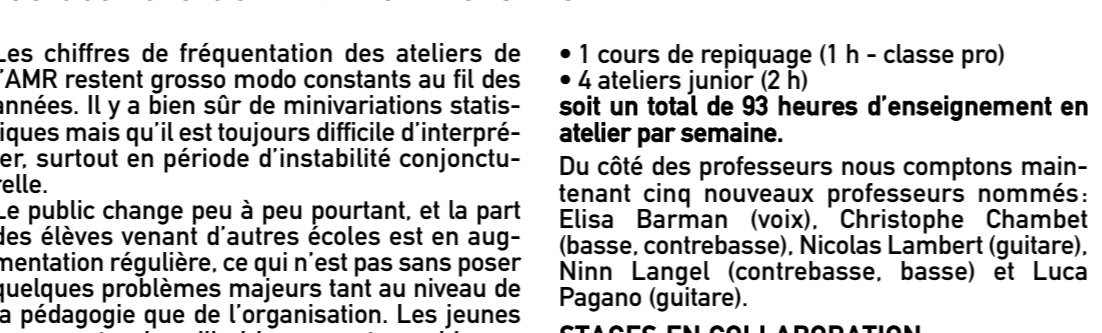 Les chiffres de fréquentation des ateliers de
l'AMR restent grosso modo constants au fil des
années. Il y a bien sûr de minivariations statis-
tiques mais qu'il est toujours difficile d'interpré-
ter, surtout en période d'instabilité conjonctu-
relle.
Le public change peu à peu pourtant, et la part
des élèves venant d'autres écoles est en aug-
mentation régulière, ce qui n'est pas sans poser
quelques problèmes majeurs tant au niveau de
la pédagogie que de l'organisation. Les jeunes
• 1 cours de repiquage (1 h - classe pro)
• 4 ateliers junior (2 h)
soit un total de 93 heures d'enseignement en
atelier par semaine.
Du côté des professeurs nous comptons main-
tenant cinq nouveaux professeurs nommés:
Elisa Barman (voix), Christophe Chambet
(basse, contrebasse), Nicolas Lambert (guitare),
Ninn Langel (contrebasse, basse) et Luca
Pagano (guitare).
STAGES EN COLLABORATION